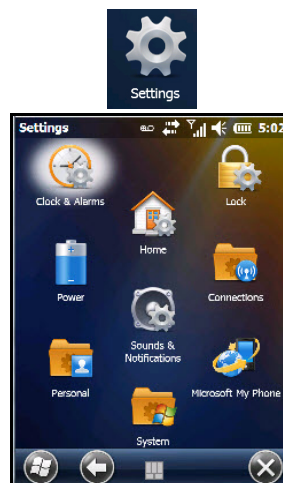 Settings
Settings 5:02
Clock & Alarms
Lock
Home
Power
Connections
Sounds &
Notifications
Personal
Microsoft My Phone
System